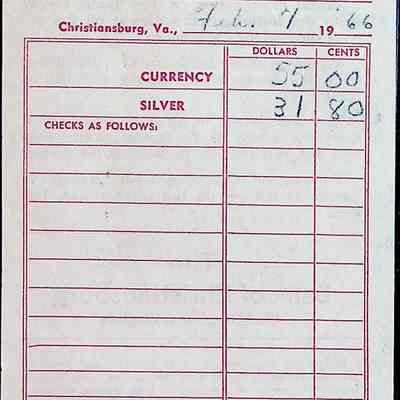 Christiansburg, Va., Feb. 7 1966
DOLLARS CENTS
CURRENCY 55 00
SILVER 31 80
CHECKS AS FOLLOWS: